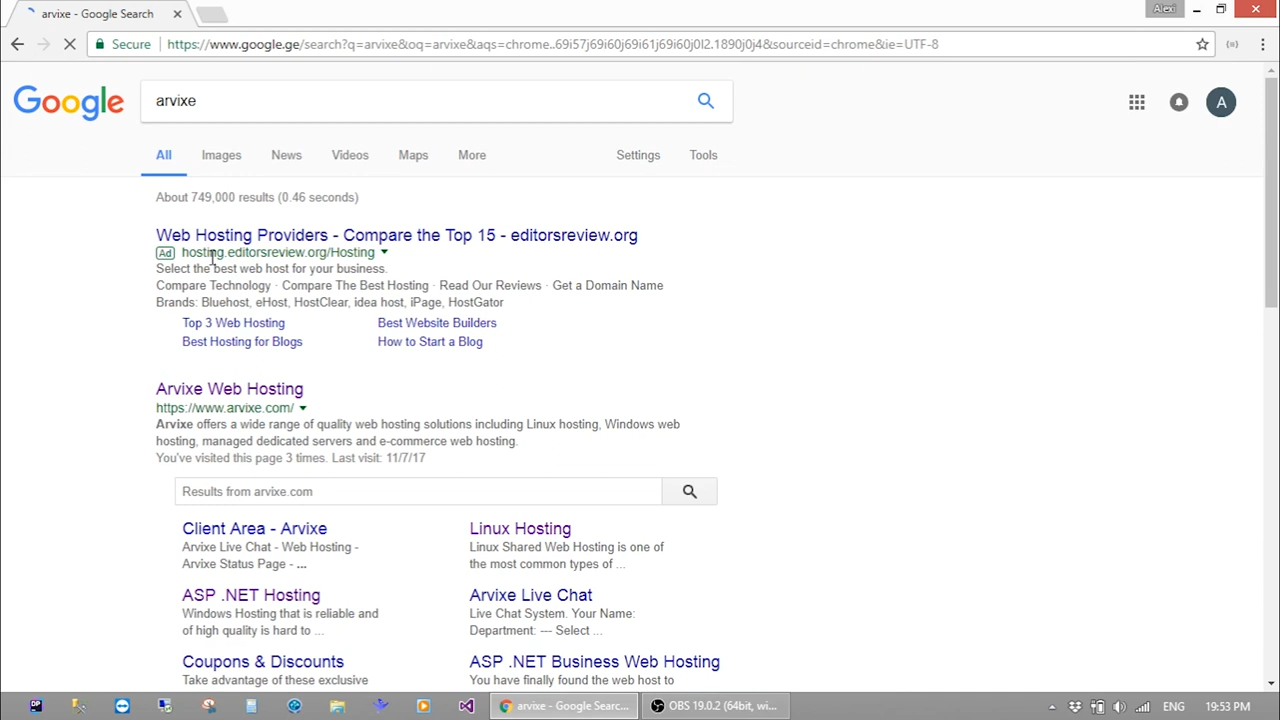 arvixe - Google Search
Alexi
Secure
https://www.google.ge/search?q=arvixe&oq=arvixe&aqs=chrome..69i57j69i60j69i61j69i60j0l2.1890j0j4&sourceid=chrome&ie=UTF-8
Google
arvixe
A
All Images News Videos Maps More Settings Tools
About 749,000 results (0.46 seconds)
Web Hosting Providers - Compare the Top 15 - editorsreview.org
Ad hosting.editorsreview.org/Hosting
Select the best web host for your business.
Compare Technology · Compare The Best Hosting · Read Our Reviews · Get a Domain Name
Brands: Bluehost, eHost, HostClear, idea host, iPage, HostGator
Top 3 Web Hosting Best Website Builders
Best Hosting for Blogs How to Start a Blog
Arvixe Web Hosting
https://www.arvixe.com/
Arvixe offers a wide range of quality web hosting solutions including Linux hosting, Windows web
hosting, managed dedicated servers and e-commerce web hosting.
You've visited this page 3 times. Last visit: 11/7/17
Results from arvixe.com
Client Area - Arvixe
Arvixe Live Chat - Web Hosting -
Arvixe Status Page - ...
Linux Hosting
Linux Shared Web Hosting is one of
the most common types of ...
ASP .NET Hosting
Windows Hosting that is reliable and
of high quality is hard to ...
Arvixe Live Chat
Live Chat System. Your Name:
Department: --- Select ...
Coupons & Discounts
Take advantage of these exclusive
ASP .NET Business Web Hosting
You have finally found the web host to
DP
arvixe - Google Searc...
OBS 19.0.2 (64bit, wi...
ENG
19:53 PM